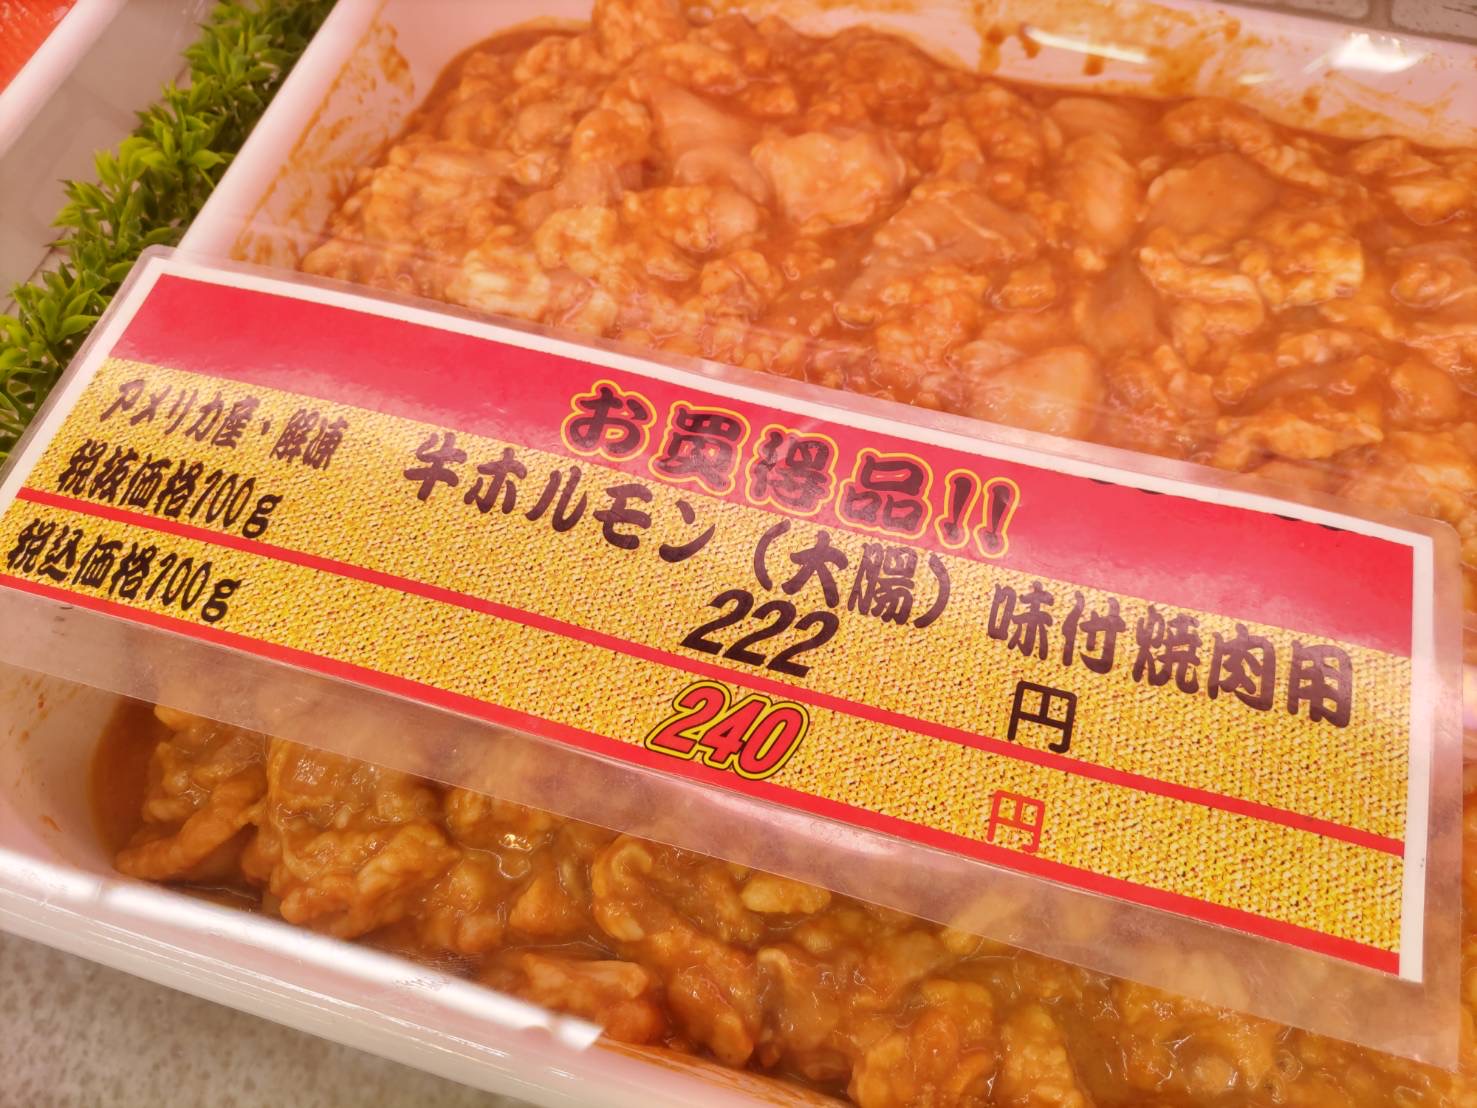 お買得品!!
アメリカ産・解凍
牛ホルモン（大腸）味付焼肉用
税抜価格100g 222 円
税込価格100g 240 円